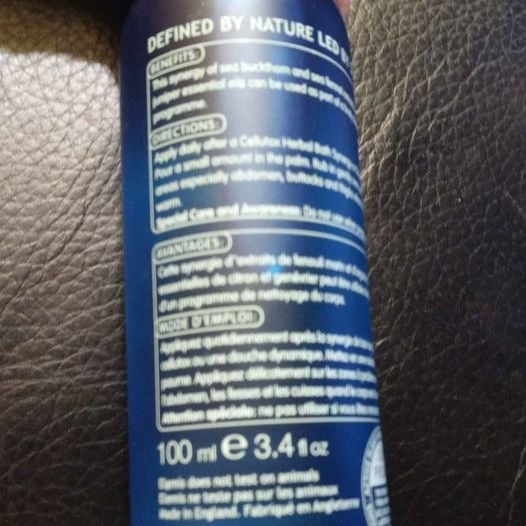 DEFINED BY NATURE LED BY
BENEFITS
This synergy of sea buckthorn and sea fennel
juniper essential oils can be used as part of a
programme.
DIRECTIONS
Apply daily after a Cellutox Herbal Bath Synergy
Pour a small amount in the palm. Rub in
areas especially abdomen, buttocks and
warm.
Special Care and Awareness: Do not use
AVANTAGES
Cette synergie d'extraits de fenouil marin et
essentielles de citron et genévrier peut être
d'un programme de nettoyage du corps.
MODE D'EMPLOI
Appliquez quotidiennement après la synergie de
cellutox ou une douche dynamique. Mettez
paume. Appliquez délicatement sur les zones
l'abdomen, les fesses et les cuisses quand le corps
Attention spéciale: ne pas utiliser si vous
100 ml e 3.4 fl oz
Elemis does not test on animals
Elemis ne teste pas sur les animaux
Made in England. Fabriqué en Angleterre